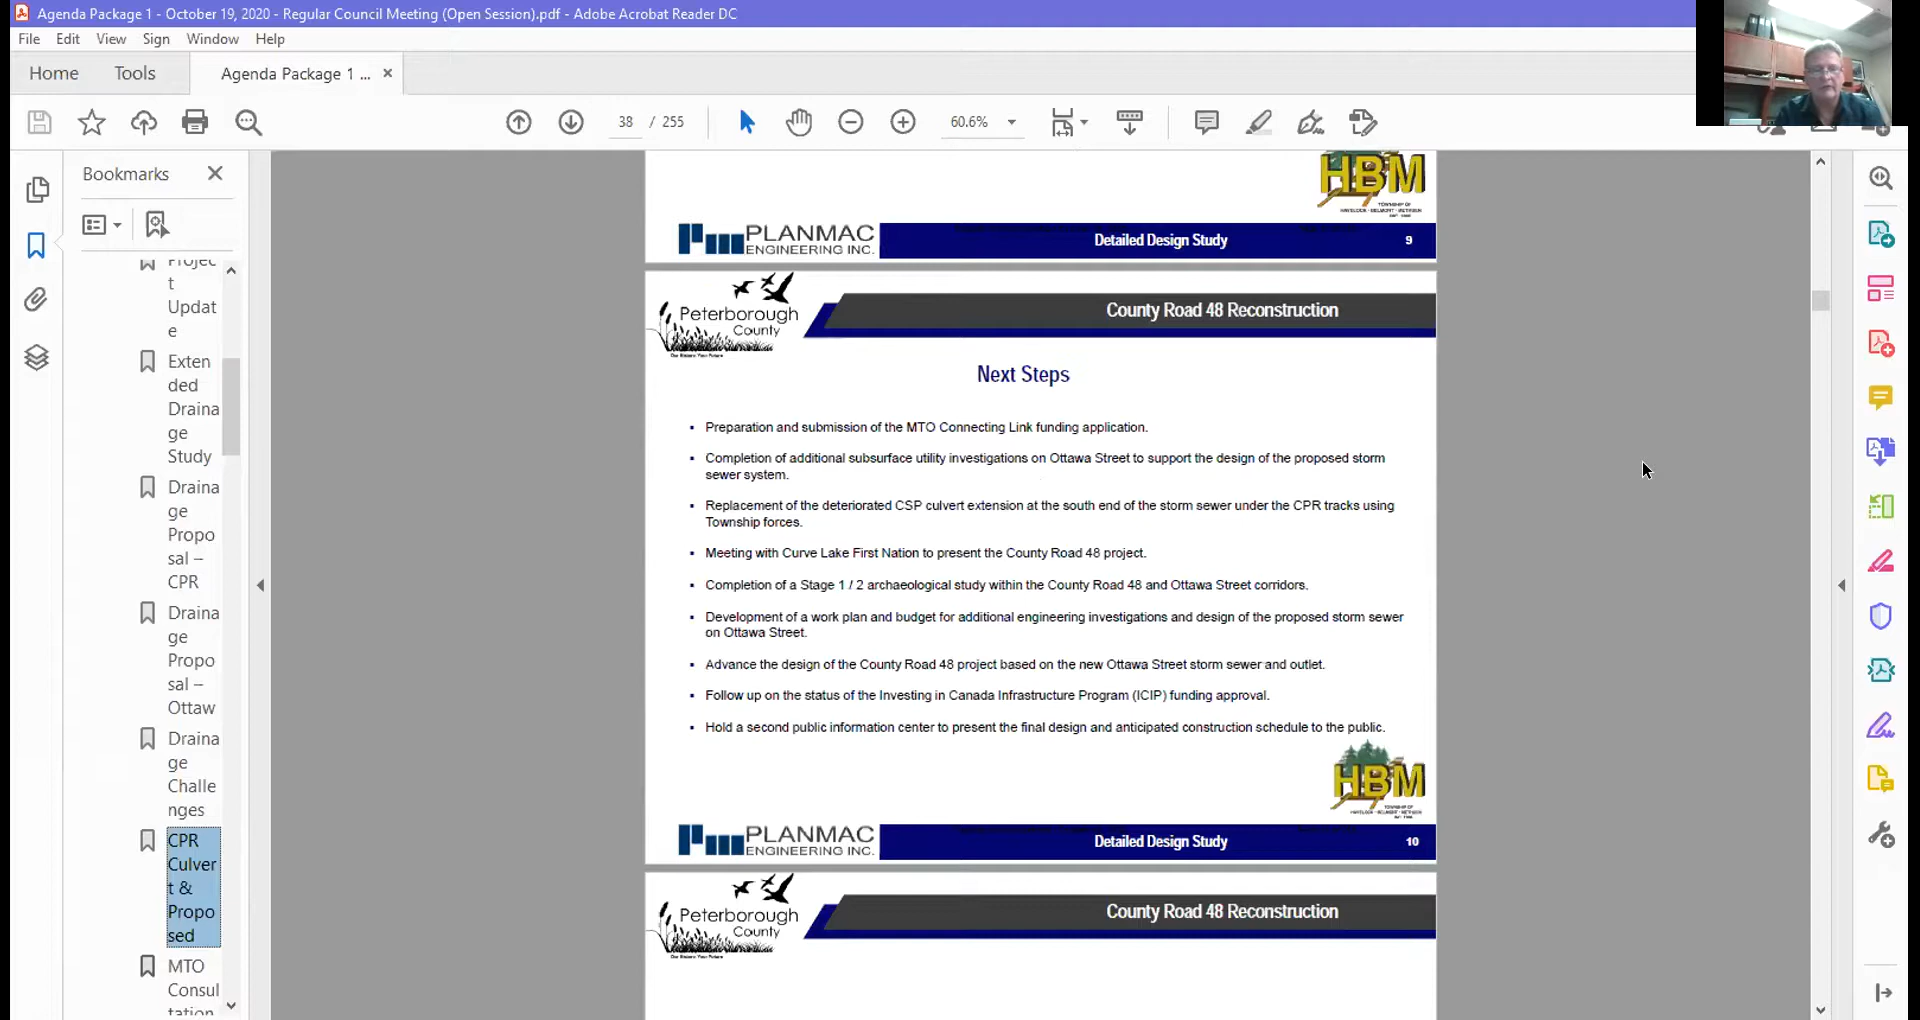 Agenda Package 1 - October 19, 2020 - Regular Council Meeting (Open Session).pdf - Adobe Acrobat Reader DC
File Edit View Sign Window Help
Home Tools Agenda Package 1 ... ×
38 / 255 60.6%
Bookmarks
Projec
t
Updat
e
Exten
ded
Draina
ge
Study
Draina
ge
Propo
sal –
CPR
Draina
ge
Propo
sal –
Ottaw
Draina
ge
Challe
nges
CPR
Culver
t &
Propo
sed
MTO
Consul
tation
HBM
TOWNSHIP OF
HAVELOCK · BELMONT · METHUEN
PLANMAC
ENGINEERING INC.
Detailed Design Study 9
Peterborough
County
County Road 48 Reconstruction
Next Steps
▪ Preparation and submission of the MTO Connecting Link funding application.
▪ Completion of additional subsurface utility investigations on Ottawa Street to support the design of the proposed storm
sewer system.
▪ Replacement of the deteriorated CSP culvert extension at the south end of the storm sewer under the CPR tracks using
Township forces.
▪ Meeting with Curve Lake First Nation to present the County Road 48 project.
▪ Completion of a Stage 1 / 2 archaeological study within the County Road 48 and Ottawa Street corridors.
▪ Development of a work plan and budget for additional engineering investigations and design of the proposed storm sewer
on Ottawa Street.
▪ Advance the design of the County Road 48 project based on the new Ottawa Street storm sewer and outlet.
▪ Follow up on the status of the Investing in Canada Infrastructure Program (ICIP) funding approval.
▪ Hold a second public information center to present the final design and anticipated construction schedule to the public.
HBM
TOWNSHIP OF
HAVELOCK · BELMONT · METHUEN
PLANMAC
ENGINEERING INC.
Detailed Design Study 10
Peterborough
County
County Road 48 Reconstruction